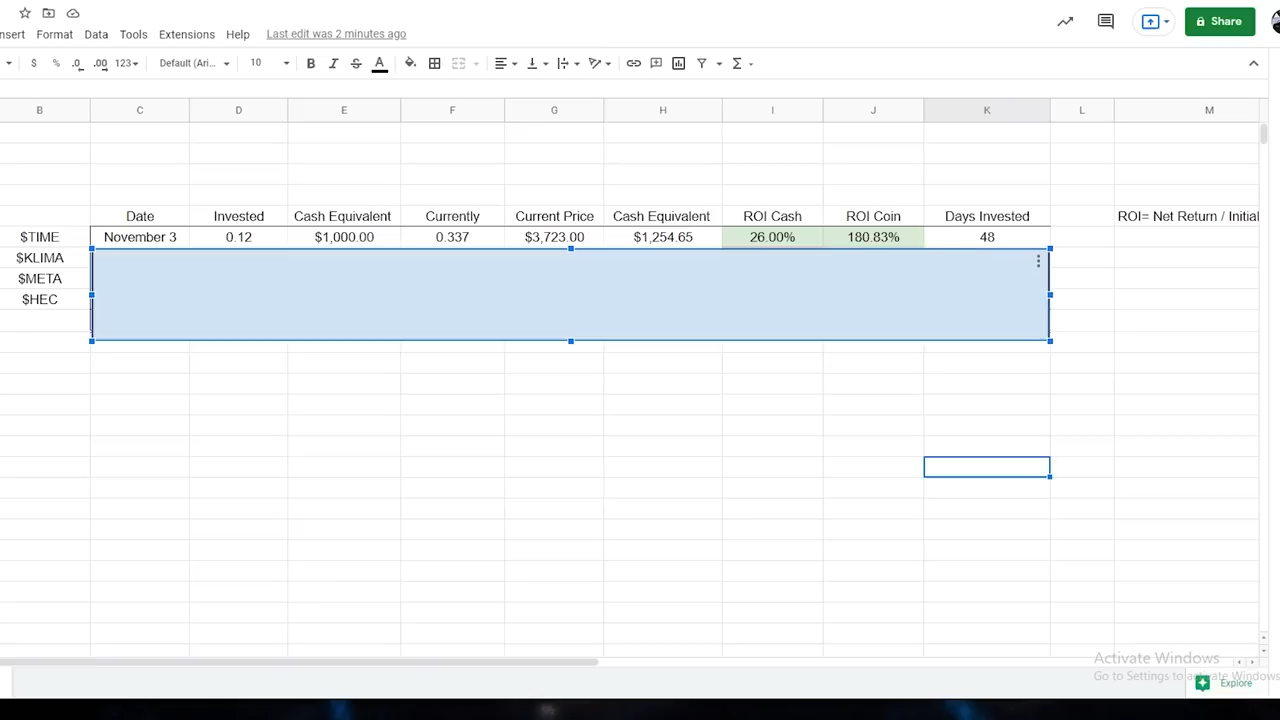 nsert Format Data Tools Extensions Help Last edit was 2 minutes ago
Share
$ % .0 .00 123 Default (Ari... 10 B I S A Σ
B C D E F G H I J K L M
Date Invested Cash Equivalent Currently Current Price Cash Equivalent ROI Cash ROI Coin Days Invested ROI= Net Return / Initial
$TIME November 3 0.12 $1,000.00 0.337 $3,723.00 $1,254.65 26.00% 180.83% 48
$KLIMA
$META
$HEC
Activate Windows
Go to Settings to activate Windows
Explore